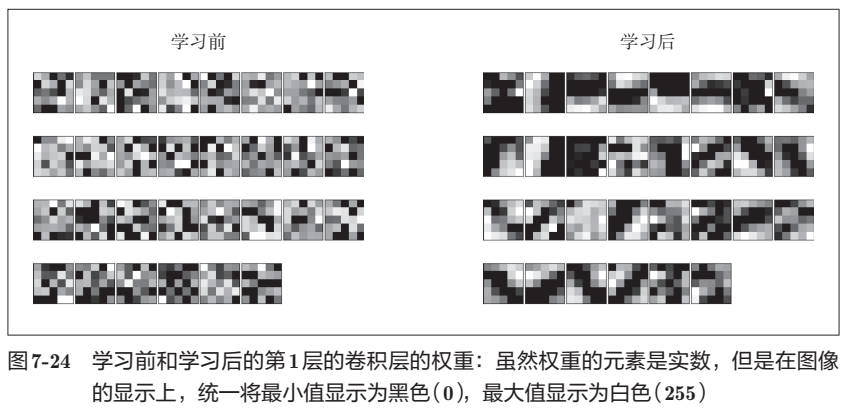 学习前
学习后
图7-24 学习前和学习后的第1层的卷积层的权重：虽然权重的元素是实数，但是在图像
的显示上，统一将最小值显示为黑色（0），最大值显示为白色（255）